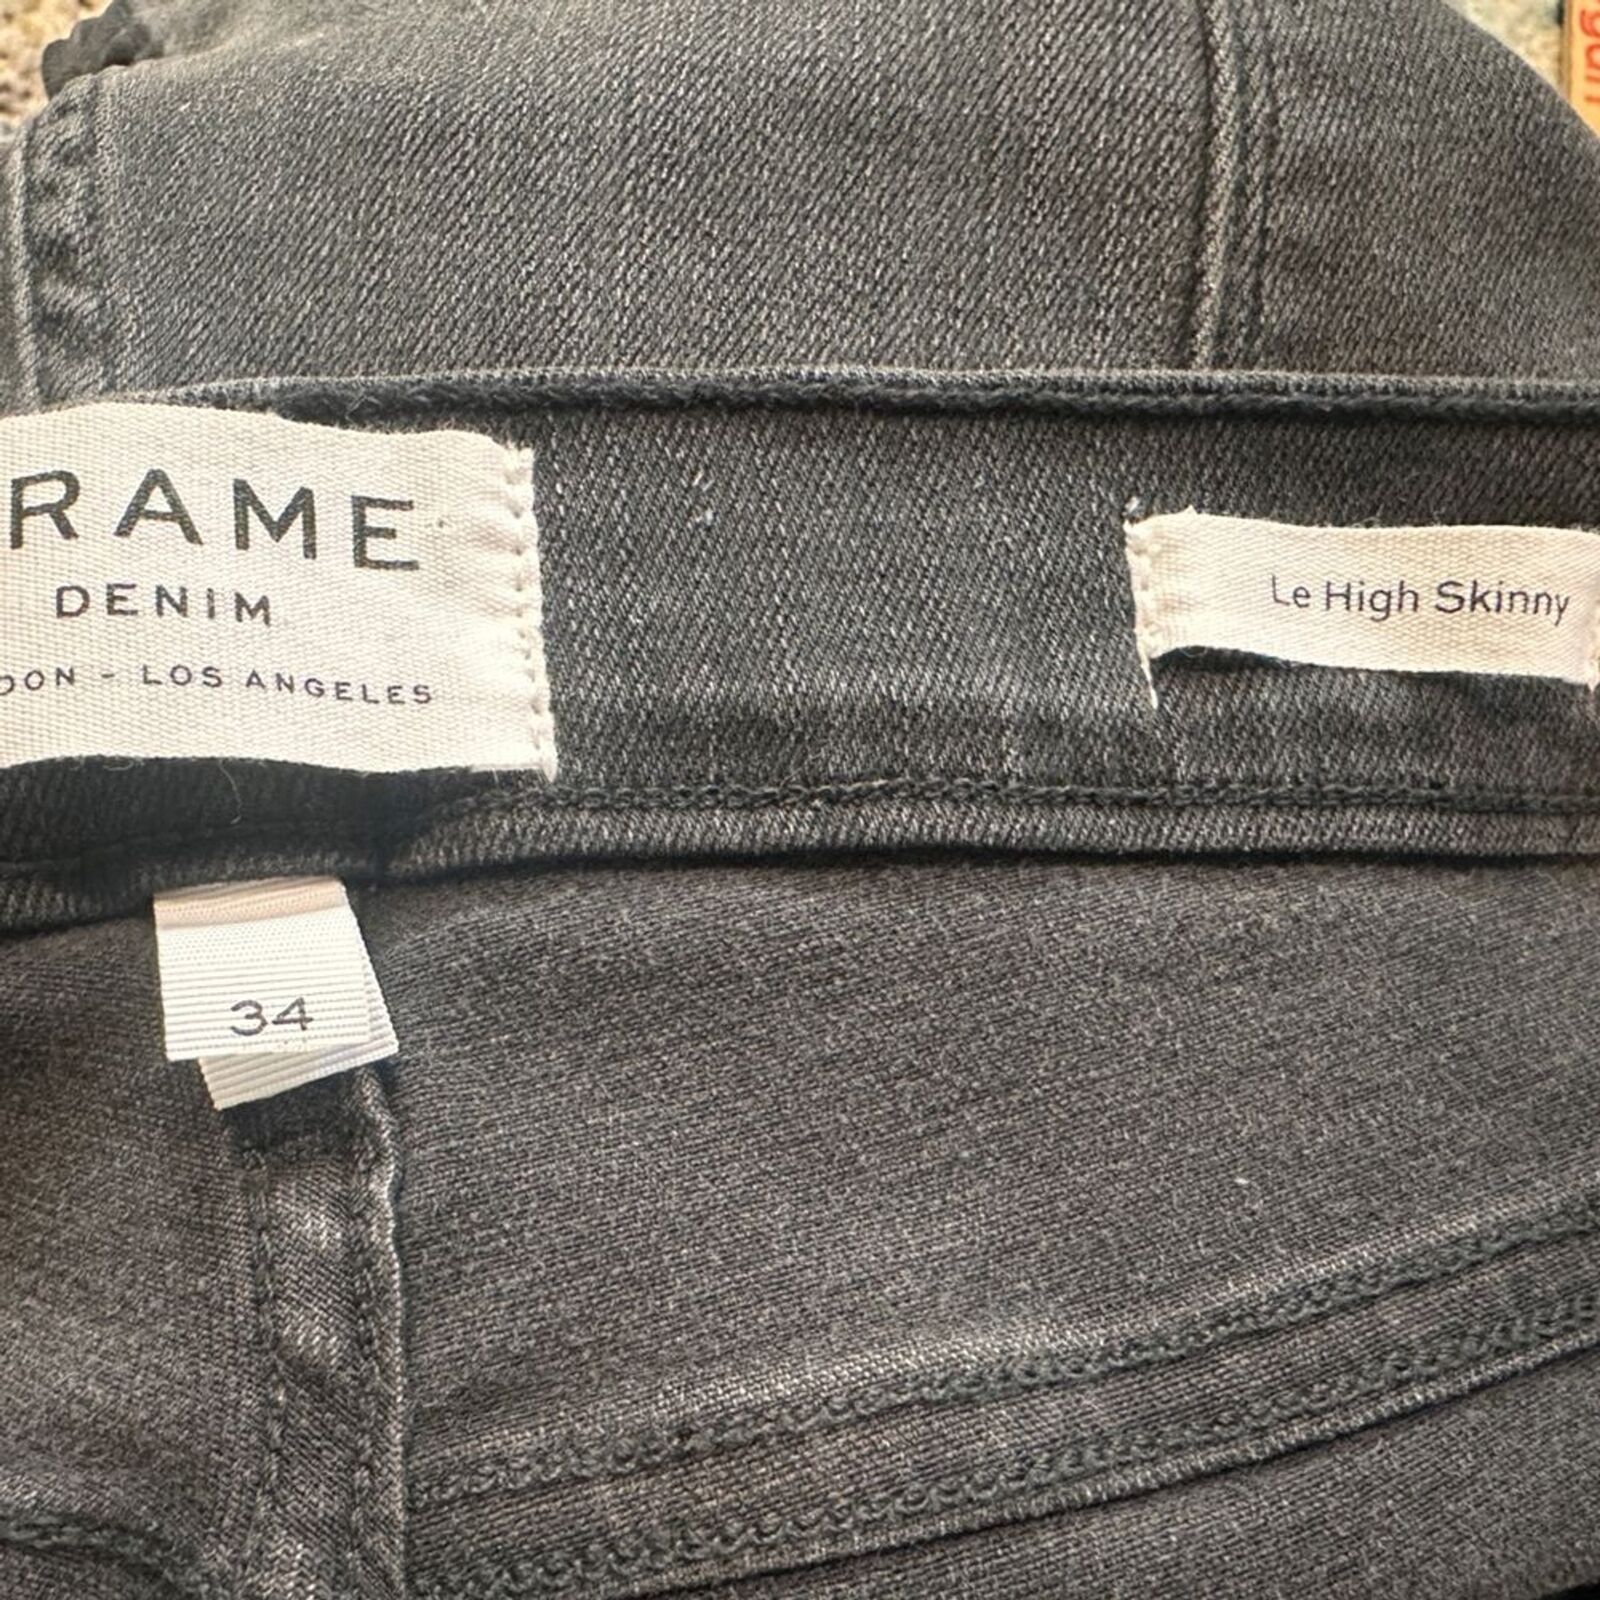 RAME
DENIM
DON - LOS ANGELES
Le High Skinny
34